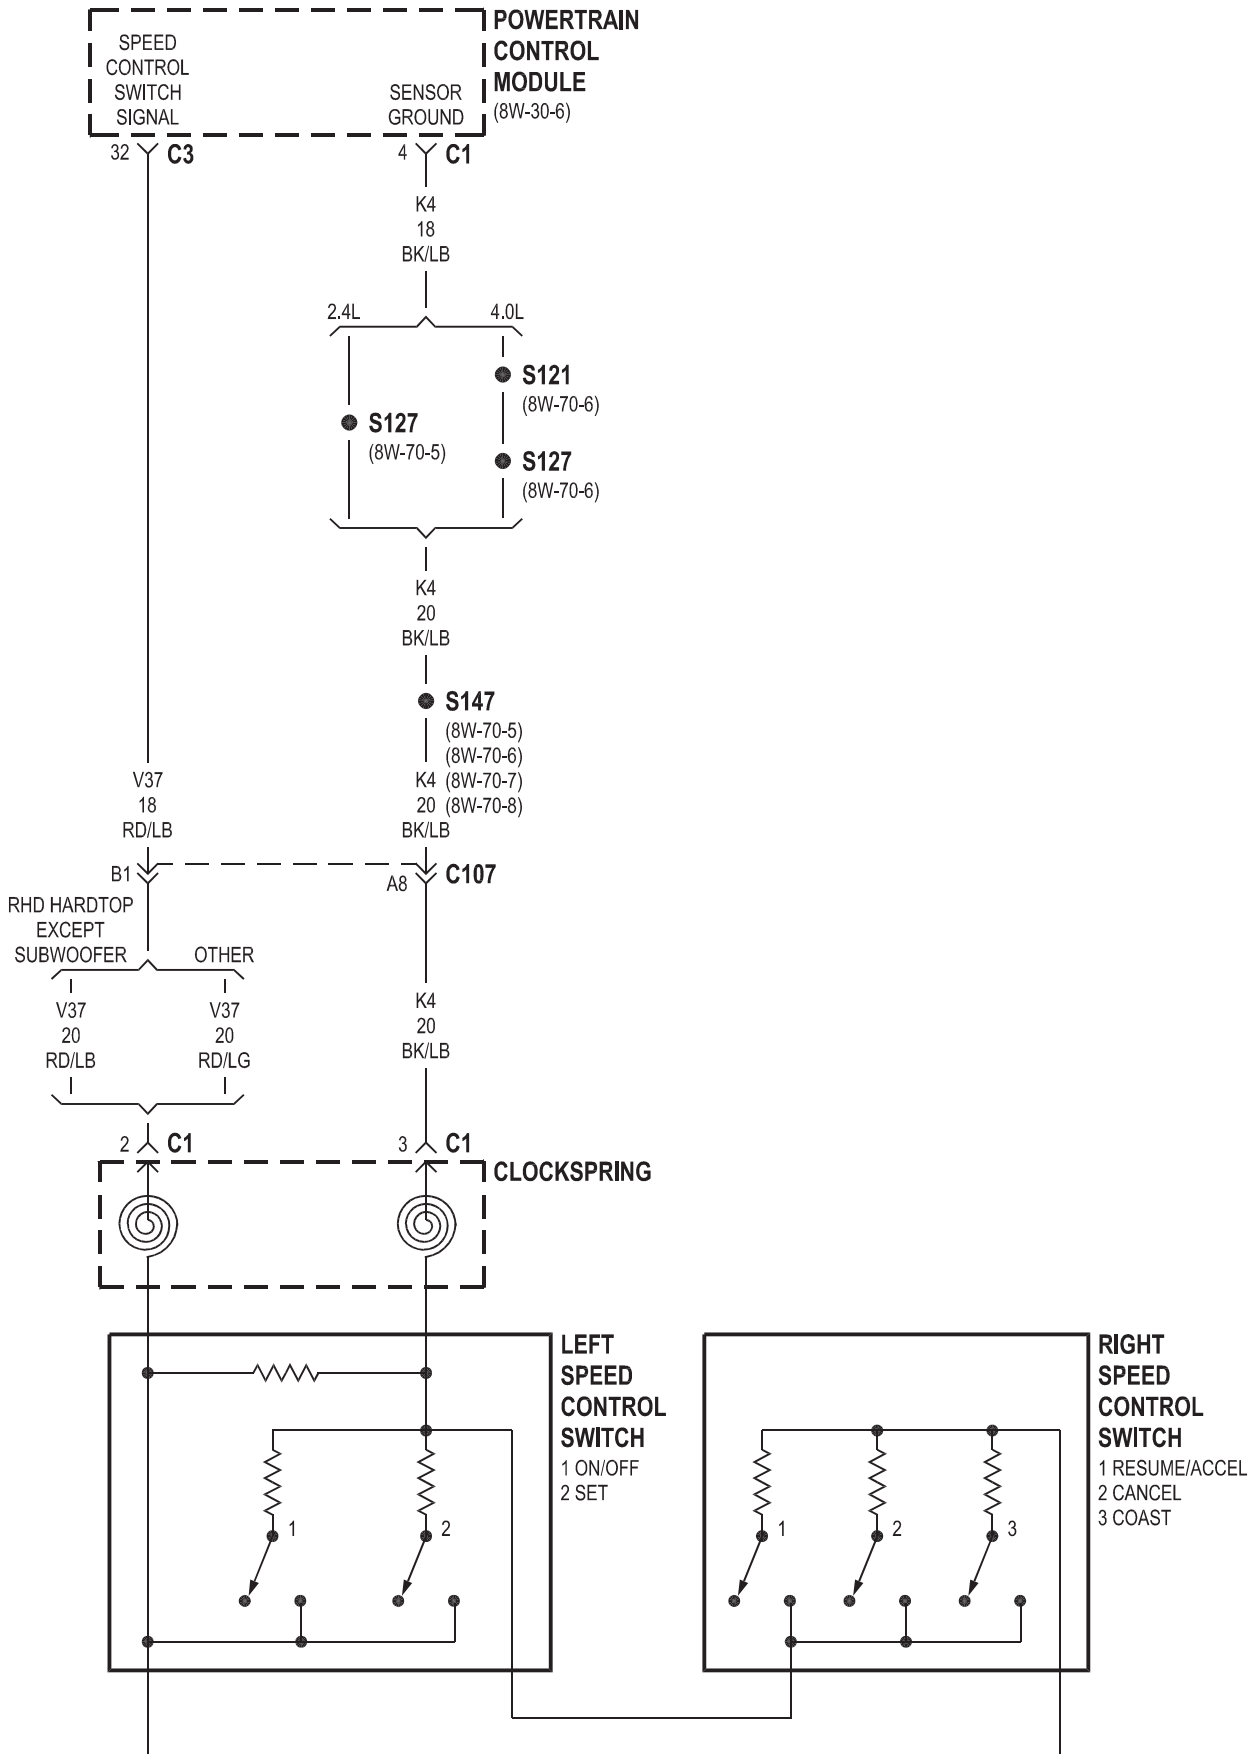 POWERTRAIN
CONTROL
MODULE
(8W-30-6)
SPEED
CONTROL
SWITCH
SIGNAL
SENSOR
GROUND
32 C3
4 C1
K4
18
BK/LB
2.4L
4.0L
S121
(8W-70-6)
S127
(8W-70-5)
S127
(8W-70-6)
K4
20
BK/LB
S147
(8W-70-5)
(8W-70-6)
(8W-70-7)
(8W-70-8)
V37
18
RD/LB
K4
20
BK/LB
B1
A8 C107
RHD HARDTOP
EXCEPT
SUBWOOFER
OTHER
V37
20
RD/LB
V37
20
RD/LG
K4
20
BK/LB
2 C1
3 C1
CLOCKSPRING
LEFT
SPEED
CONTROL
SWITCH
1 ON/OFF
2 SET
1
2
RIGHT
SPEED
CONTROL
SWITCH
1 RESUME/ACCEL
2 CANCEL
3 COAST
1
2
3